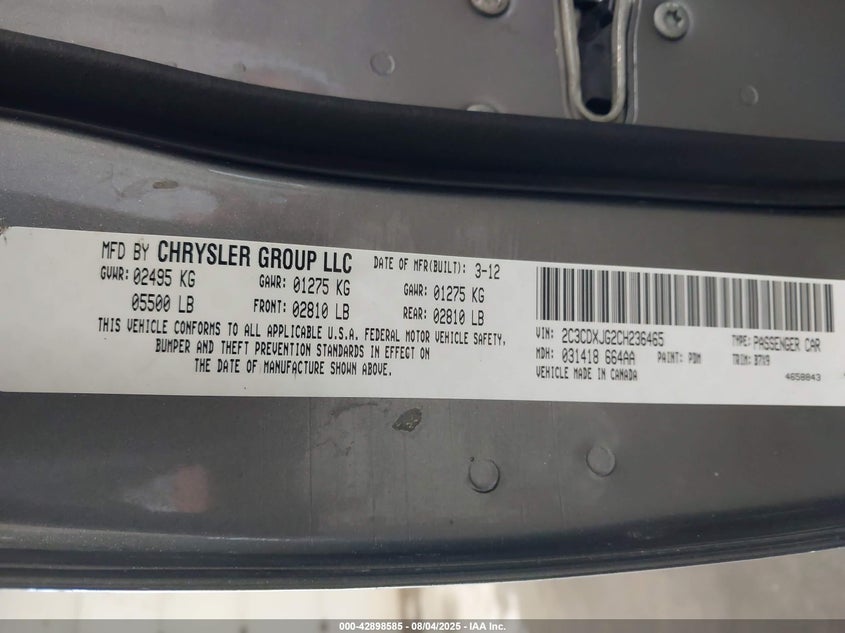 MFD BY CHRYSLER GROUP LLC DATE OF MFR(BUILT): 3-12
GVWR: 02495 KG GAWR: 01275 KG GAWR: 01275 KG
05500 LB FRONT: 02810 LB REAR: 02810 LB
THIS VEHICLE CONFORMS TO ALL APPLICABLE U.S.A. FEDERAL MOTOR VEHICLE SAFETY,
BUMPER AND THEFT PREVENTION STANDARDS IN EFFECT ON
THE DATE OF MANUFACTURE SHOWN ABOVE.
VIN: 2C3CDXJG2CH236465 TYPE: PASSENGER CAR
MDH: 031418 664AA PAINT: PDM TRIM: B7X9
VEHICLE MADE IN CANADA 4658843
000-42898585 - 08/04/2025 - IAA Inc.